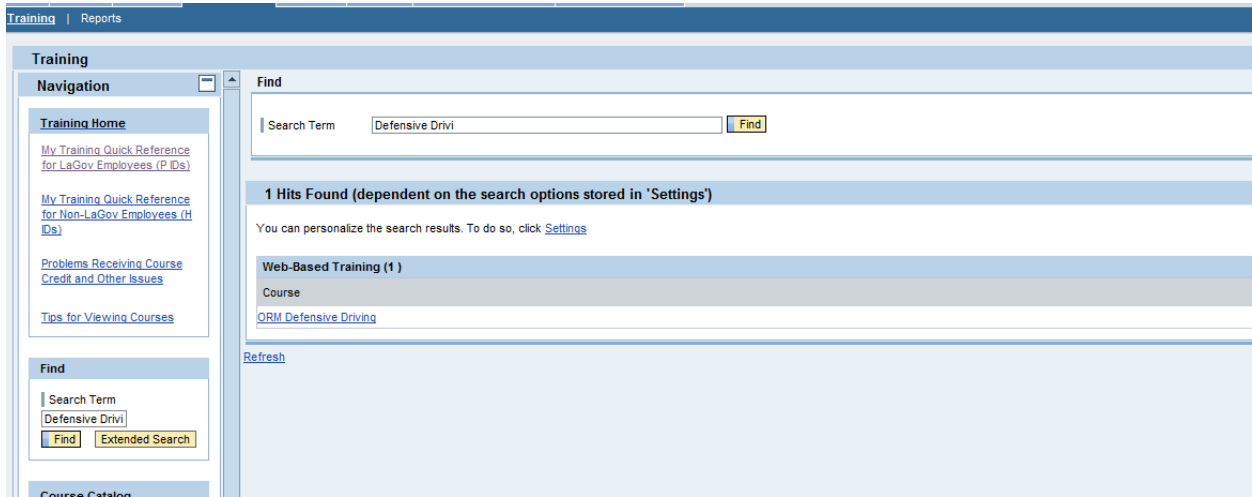 Training | Reports
Training
Navigation
Training Home
My Training Quick Reference
for LaGov Employees (P IDs)
My Training Quick Reference
for Non-LaGov Employees (H
IDs)
Problems Receiving Course
Credit and Other Issues
Tips for Viewing Courses
Find
Search Term
Defensive Drivi
Find Extended Search
Course Catalog
Find
Search Term Defensive Drivi Find
1 Hits Found (dependent on the search options stored in 'Settings')
You can personalize the search results. To do so, click Settings
Web-Based Training (1 )
Course
ORM Defensive Driving
Refresh